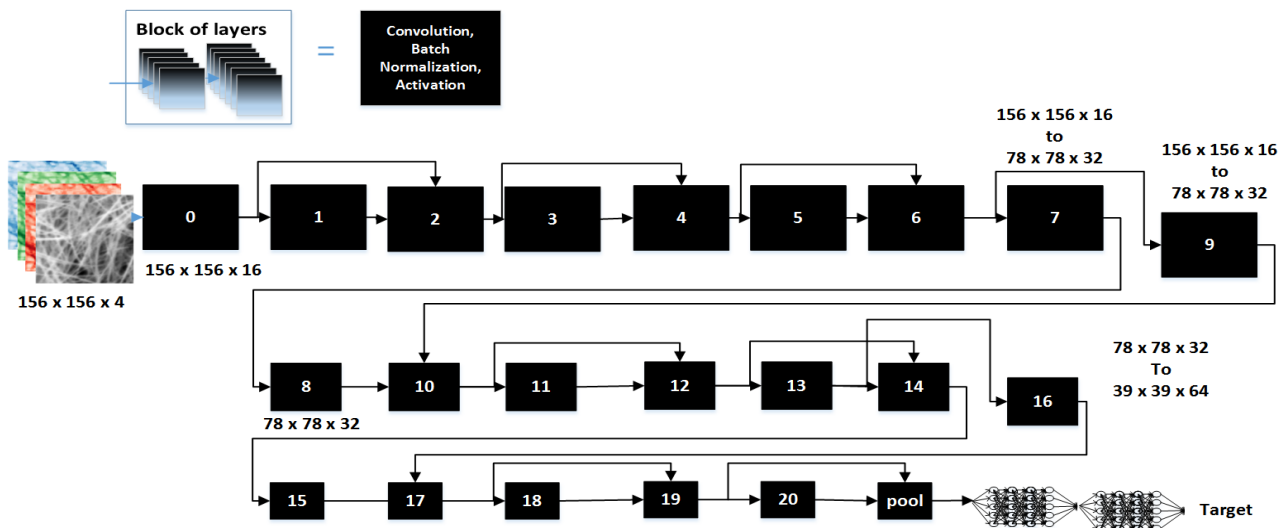 Block of layers
=
Convolution,
Batch
Normalization,
Activation
156 x 156 x 16
to
78 x 78 x 32
156 x 156 x 16
to
78 x 78 x 32
0
1
2
3
4
5
6
7
9
156 x 156 x 16
156 x 156 x 4
8
10
11
12
13
14
16
78 x 78 x 32
To
39 x 39 x 64
78 x 78 x 32
15
17
18
19
20
pool
Target